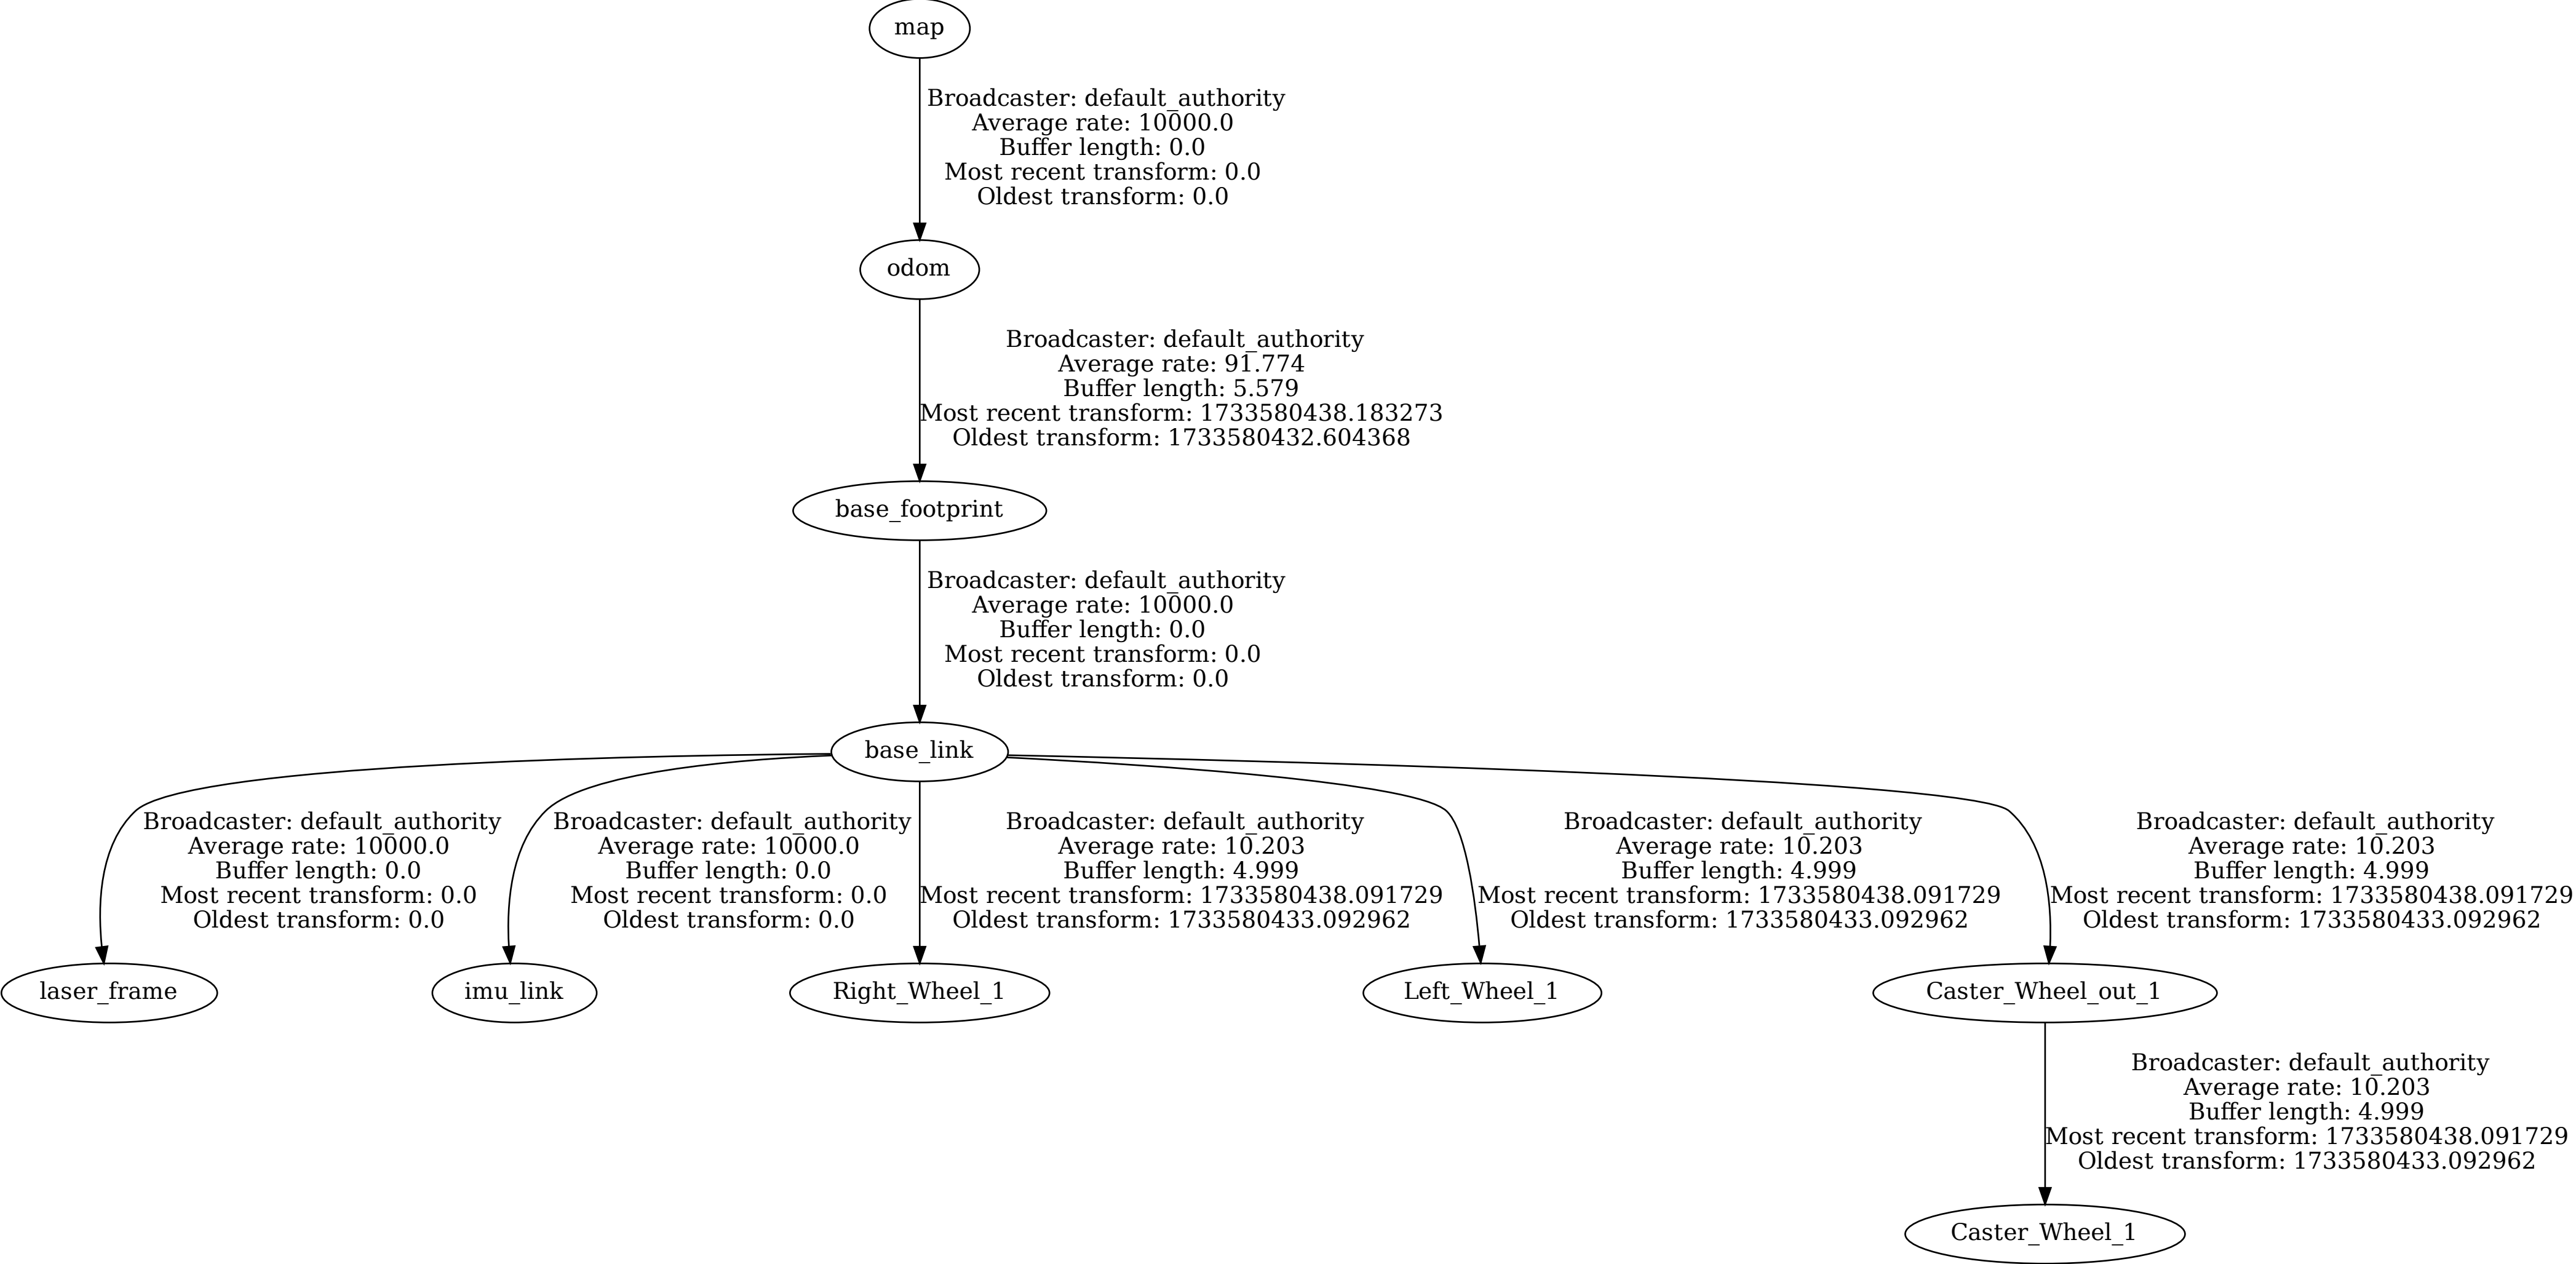 map
Broadcaster: default_authority
Average rate: 10000.0
Buffer length: 0.0
Most recent transform: 0.0
Oldest transform: 0.0
odom
Broadcaster: default_authority
Average rate: 91.774
Buffer length: 5.579
Most recent transform: 1733580438.183273
Oldest transform: 1733580432.604368
base_footprint
Broadcaster: default_authority
Average rate: 10000.0
Buffer length: 0.0
Most recent transform: 0.0
Oldest transform: 0.0
base_link
Broadcaster: default_authority
Average rate: 10000.0
Buffer length: 0.0
Most recent transform: 0.0
Oldest transform: 0.0
Broadcaster: default_authority
Average rate: 10000.0
Buffer length: 0.0
Most recent transform: 0.0
Oldest transform: 0.0
Broadcaster: default_authority
Average rate: 10.203
Buffer length: 4.999
Most recent transform: 1733580438.091729
Oldest transform: 1733580433.092962
Broadcaster: default_authority
Average rate: 10.203
Buffer length: 4.999
Most recent transform: 1733580438.091729
Oldest transform: 1733580433.092962
Broadcaster: default_authority
Average rate: 10.203
Buffer length: 4.999
Most recent transform: 1733580438.091729
Oldest transform: 1733580433.092962
laser_frame
imu_link
Right_Wheel_1
Left_Wheel_1
Caster_Wheel_out_1
Broadcaster: default_authority
Average rate: 10.203
Buffer length: 4.999
Most recent transform: 1733580438.091729
Oldest transform: 1733580433.092962
Caster_Wheel_1